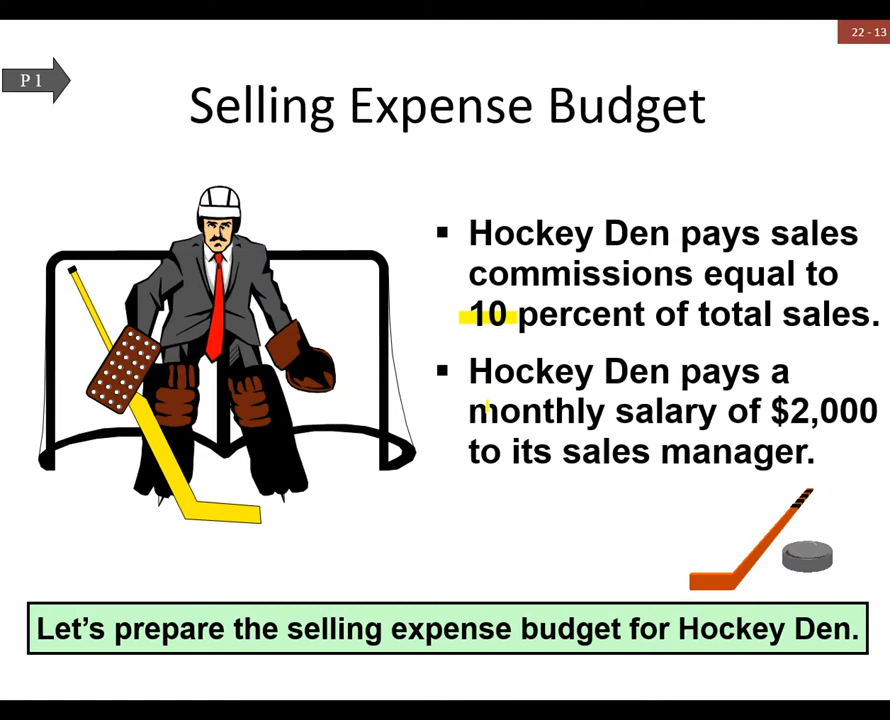 22 - 13
P 1
Selling Expense Budget
▪ Hockey Den pays sales
commissions equal to
10 percent of total sales.
▪ Hockey Den pays a
monthly salary of $2,000
to its sales manager.
Let's prepare the selling expense budget for Hockey Den.